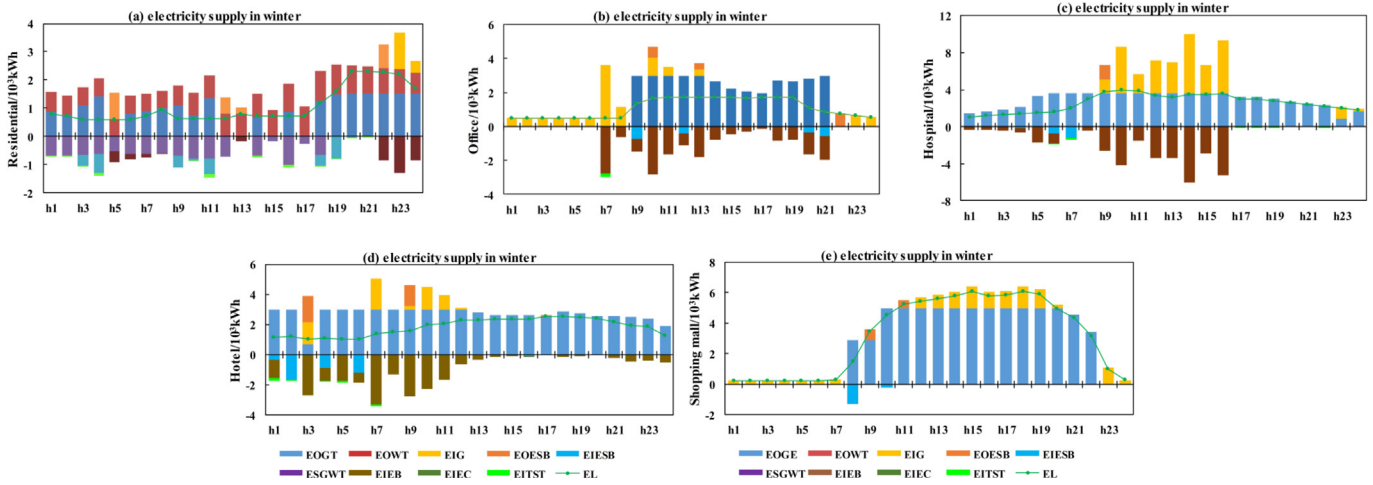 (a) electricity supply in winter
Residential/10³kWh
4
3
2
1
0
-1
-2
h1 h3 h5 h7 h9 h11 h13 h15 h17 h19 h21 h23
(b) electricity supply in winter
Office/10³kWh
6
4
2
0
-2
-4
h1 h3 h5 h7 h9 h11 h13 h15 h17 h19 h21 h23
(c) electricity supply in winter
Hospital/10³kWh
12
8
4
0
-4
-8
h1 h3 h5 h7 h9 h11 h13 h15 h17 h19 h21 h23
(d) electricity supply in winter
Hotel/10³kWh
6
4
2
0
-2
-4
h1 h3 h5 h7 h9 h11 h13 h15 h17 h19 h21 h23
EOGT EOWT EIG EOESB EIESB
ESGWT EIEB EIEC EITST EL
(e) electricity supply in winter
Shopping mall/10³kWh
8
6
4
2
0
-2
h1 h3 h5 h7 h9 h11 h13 h15 h17 h19 h21 h23
EOGE EOWT EIG EOESB EIESB
ESGWT EIEB EIEC EITST EL